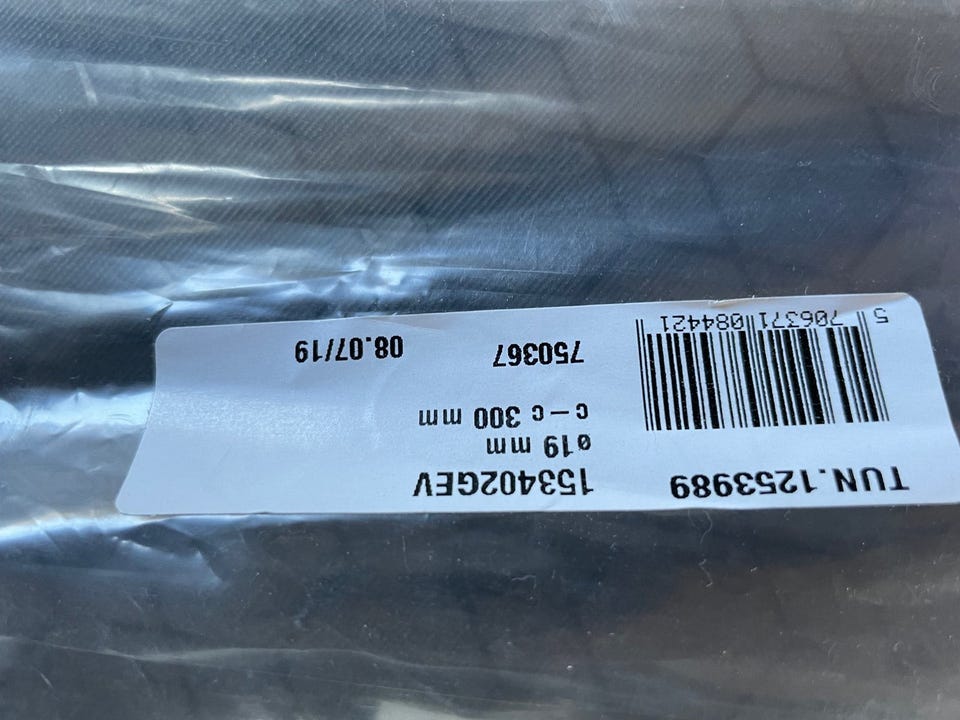 TUN.1253989
153402GEV
ø19 mm
c–c 300 mm
750367
08.07/19
5 706371 084421